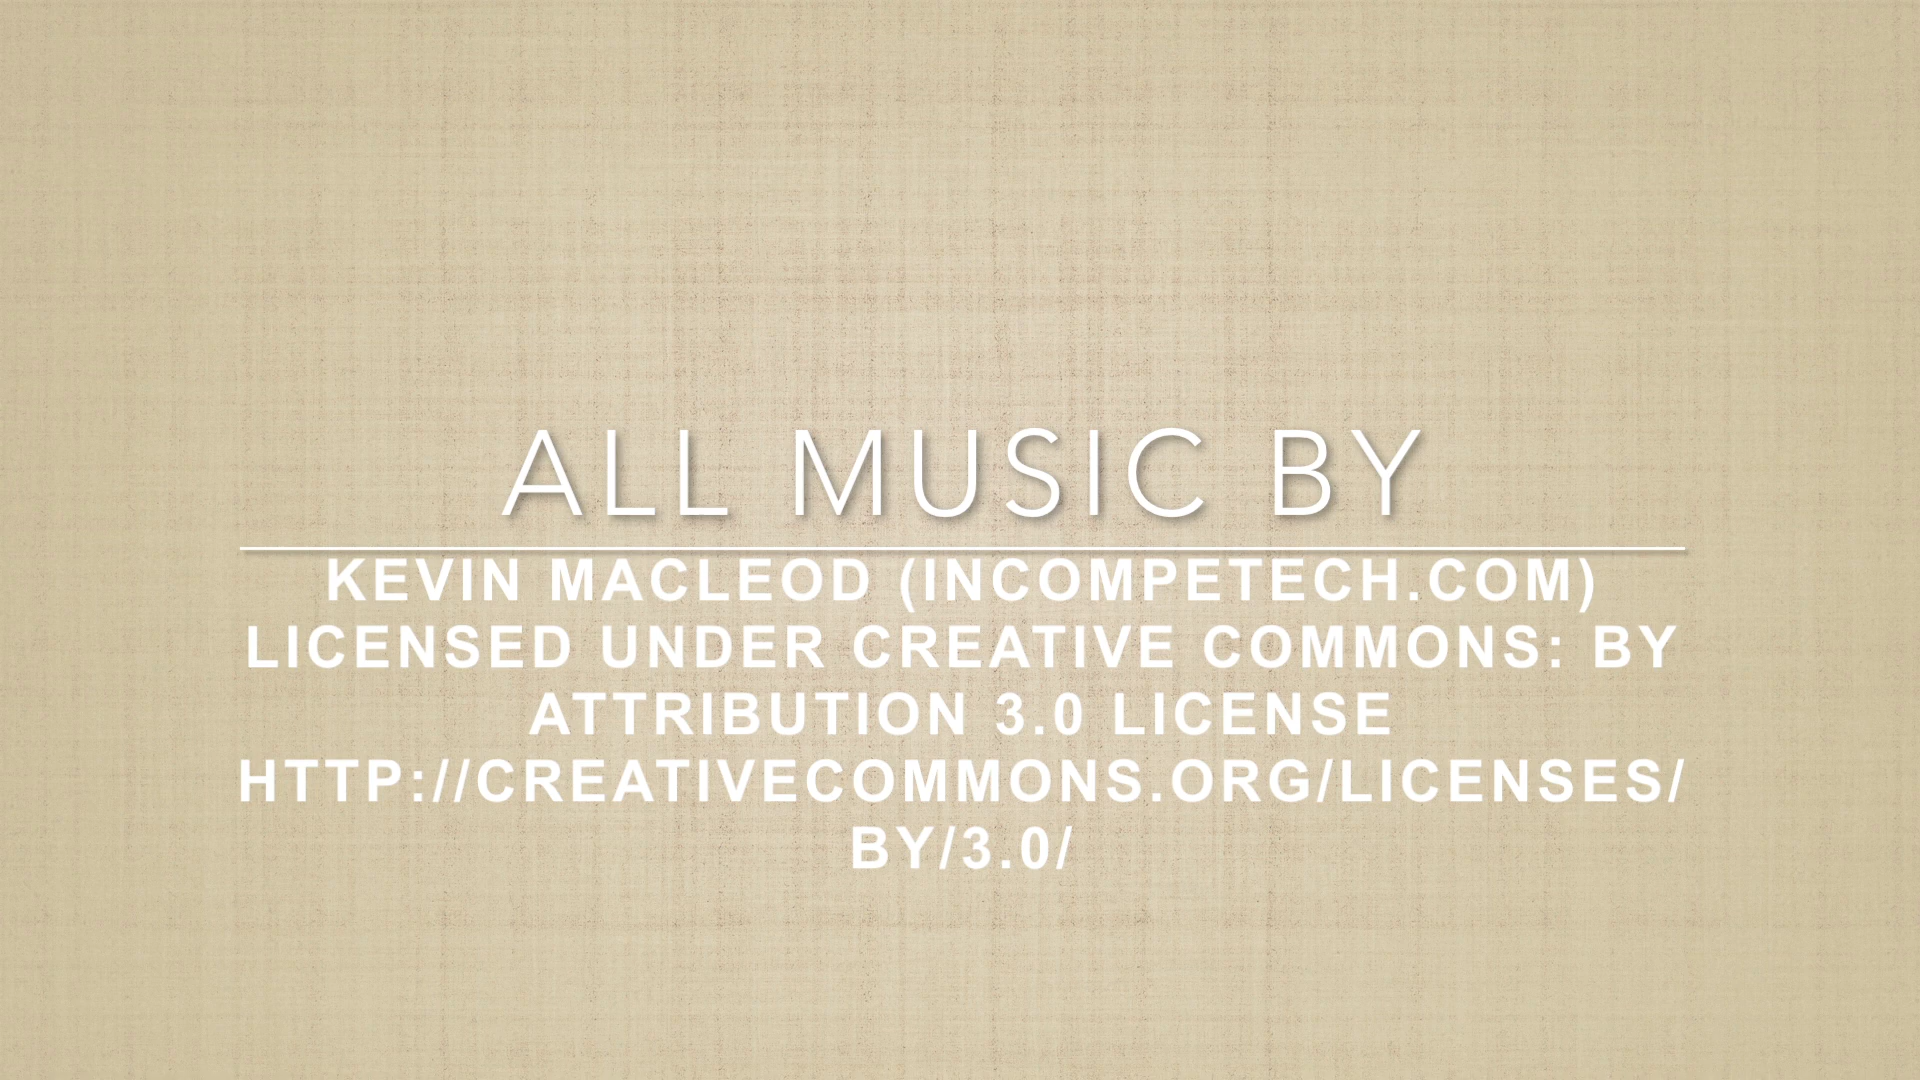 ALL MUSIC BY
KEVIN MACLEOD (INCOMPETECH.COM)
LICENSED UNDER CREATIVE COMMONS: BY
ATTRIBUTION 3.0 LICENSE
HTTP://CREATIVECOMMONS.ORG/LICENSES/
BY/3.0/